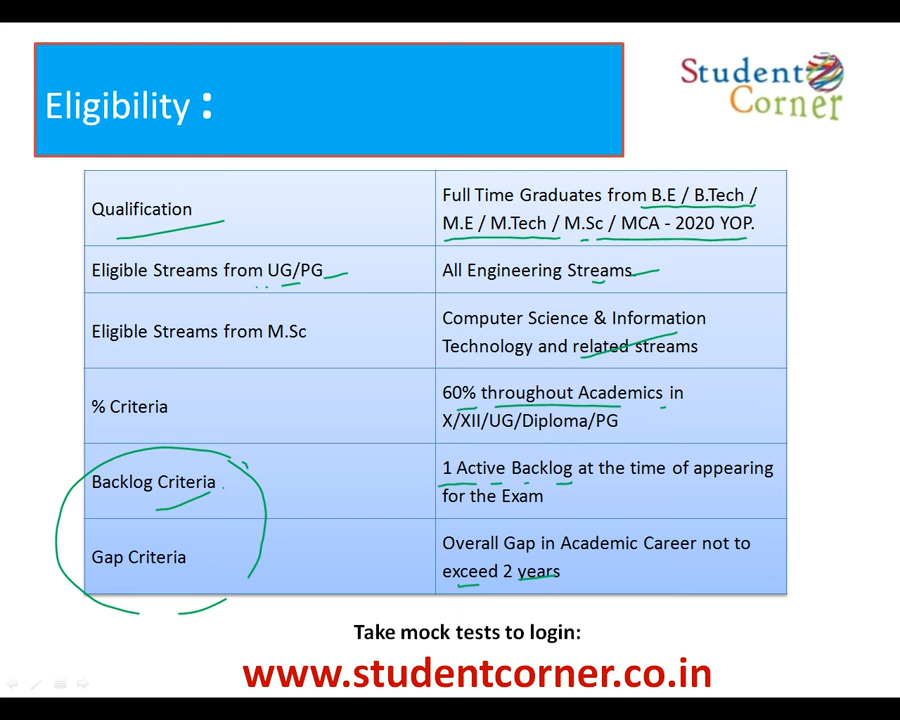 Eligibility :
Student
Corner
Qualification
Full Time Graduates from B.E / B.Tech /
M.E / M.Tech / M.Sc / MCA - 2020 YOP.
Eligible Streams from UG/PG
All Engineering Streams
Eligible Streams from M.Sc
Computer Science & Information
Technology and related streams
% Criteria
60% throughout Academics in
X/XII/UG/Diploma/PG
Backlog Criteria
1 Active Backlog at the time of appearing
for the Exam
Gap Criteria
Overall Gap in Academic Career not to
exceed 2 years
Take mock tests to login:
www.studentcorner.co.in